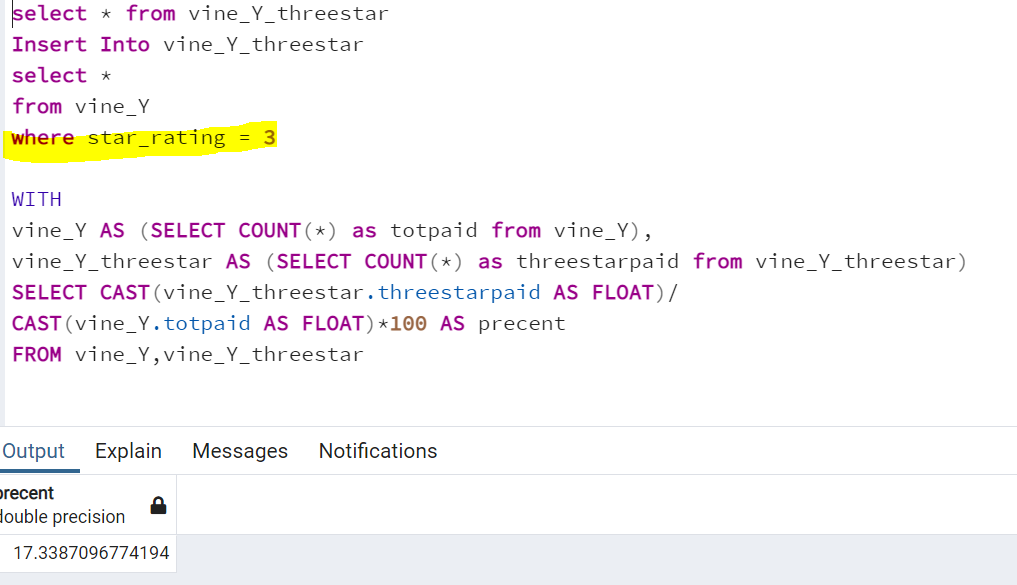 select * from vine_Y_threestar
Insert Into vine_Y_threestar
select *
from vine_Y
where star_rating = 3
WITH
vine_Y AS (SELECT COUNT(*) as totpaid from vine_Y),
vine_Y_threestar AS (SELECT COUNT(*) as threestarpaid from vine_Y_threestar)
SELECT CAST(vine_Y_threestar.threestarpaid AS FLOAT)/
CAST(vine_Y.totpaid AS FLOAT)*100 AS precent
FROM vine_Y,vine_Y_threestar
Output Explain Messages Notifications
precent
double precision
17.3387096774194